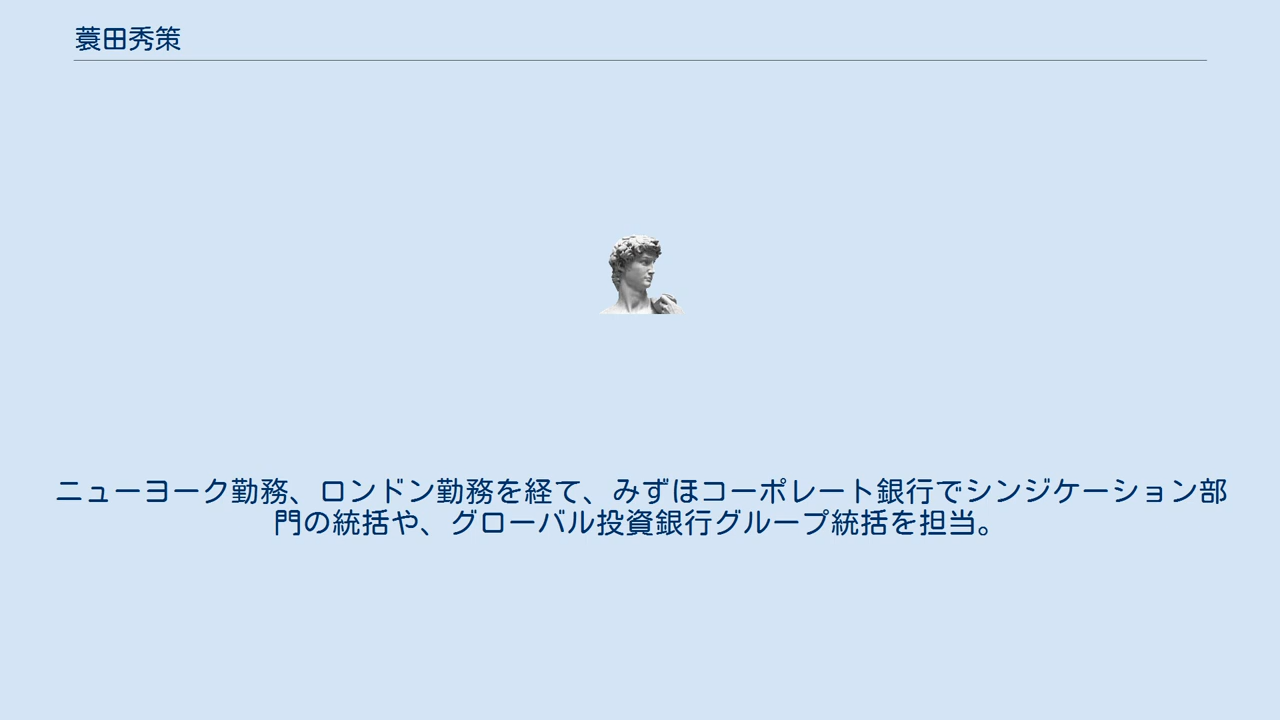 蓑田秀策
ニューヨーク勤務、ロンドン勤務を経て、みずほコーポレート銀行でシンジケーション部
門の統括や、グローバル投資銀行グループ統括を担当。